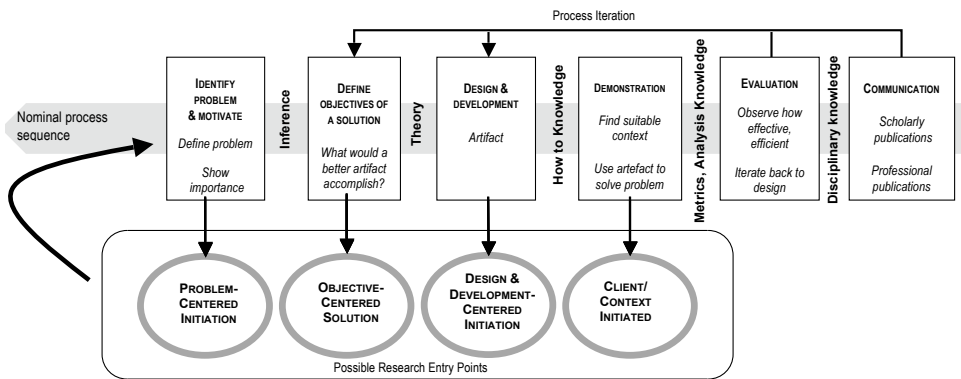 Process Iteration
Nominal process
sequence
IDENTIFY
PROBLEM
& MOTIVATE
Define problem
Show
importance
Inference
DEFINE
OBJECTIVES OF
A SOLUTION
What would a
better artifact
accomplish?
Theory
DESIGN &
DEVELOPMENT
Artifact
How to Knowledge
DEMONSTRATION
Find suitable
context
Use artefact to
solve problem
Metrics, Analysis Knowledge
EVALUATION
Observe how
effective,
efficient
Iterate back to
design
Disciplinary knowledge
COMMUNICATION
Scholarly
publications
Professional
publications
PROBLEM-
CENTERED
INITIATION
OBJECTIVE-
CENTERED
SOLUTION
DESIGN &
DEVELOPMENT-
CENTERED
INITIATION
CLIENT/
CONTEXT
INITIATED
Possible Research Entry Points